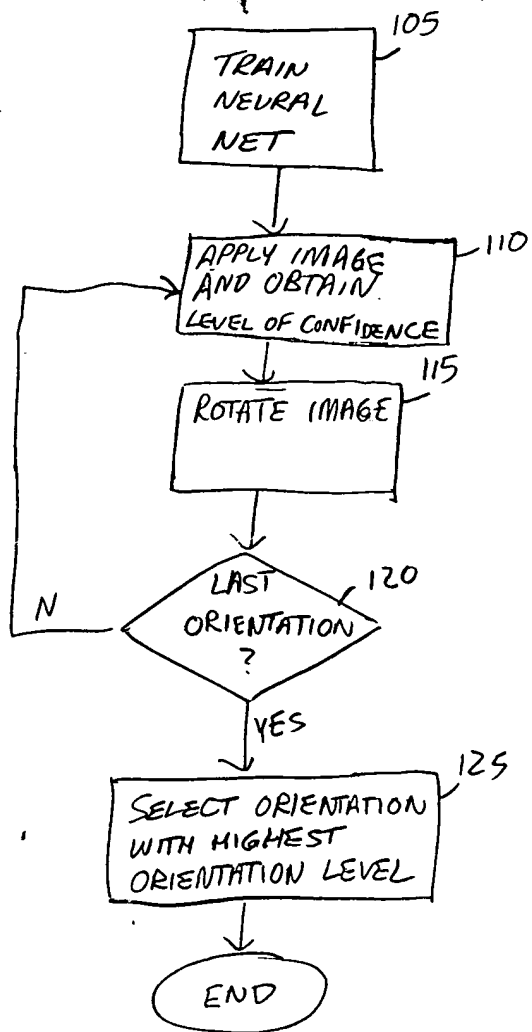 105
TRAIN
NEURAL
NET
110
APPLY IMAGE
AND OBTAIN
LEVEL OF CONFIDENCE
115
ROTATE IMAGE
120
LAST
ORIENTATION
?
N
YES
125
SELECT ORIENTATION
WITH HIGHEST
ORIENTATION LEVEL
END